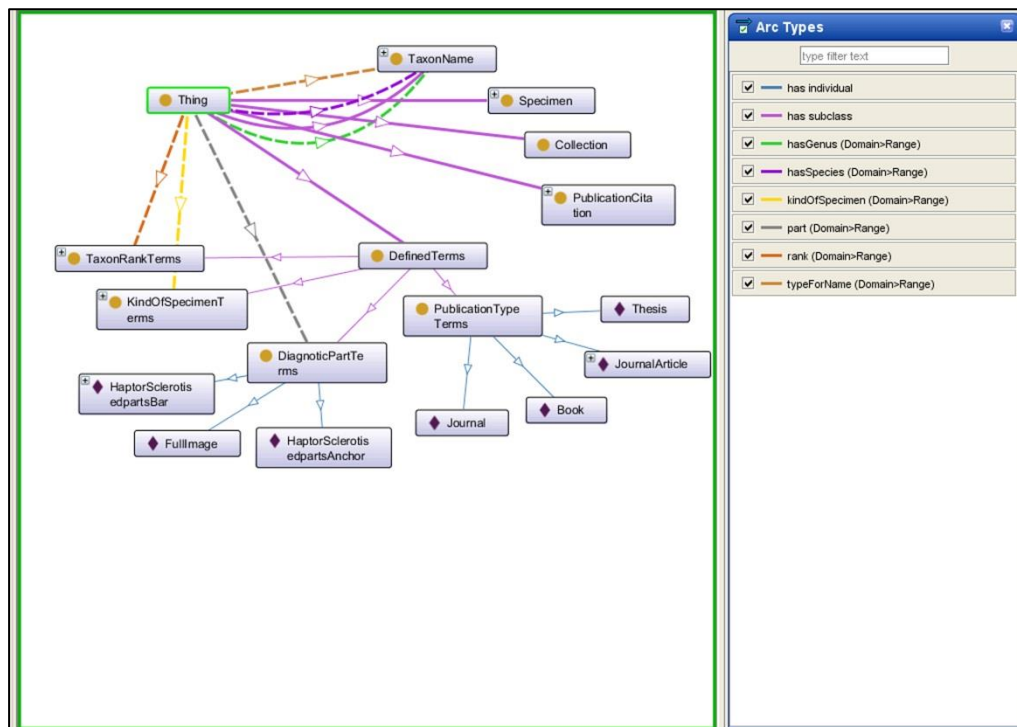 Arc Types
type filter text
has individual
has subclass
hasGenus (Domain>Range)
hasSpecies (Domain>Range)
kindOfSpecimen (Domain>Range)
part (Domain>Range)
rank (Domain>Range)
typeForName (Domain>Range)
TaxonName
Thing
Specimen
Collection
PublicationCita
tion
TaxonRankTerms
DefinedTerms
KindOfSpecimenT
erms
PublicationType
Terms
Thesis
DiagnoticPartTe
rms
JournalArticle
HaptorSclerotis
edpartsBar
Book
Journal
FullImage
HaptorSclerotis
edpartsAnchor